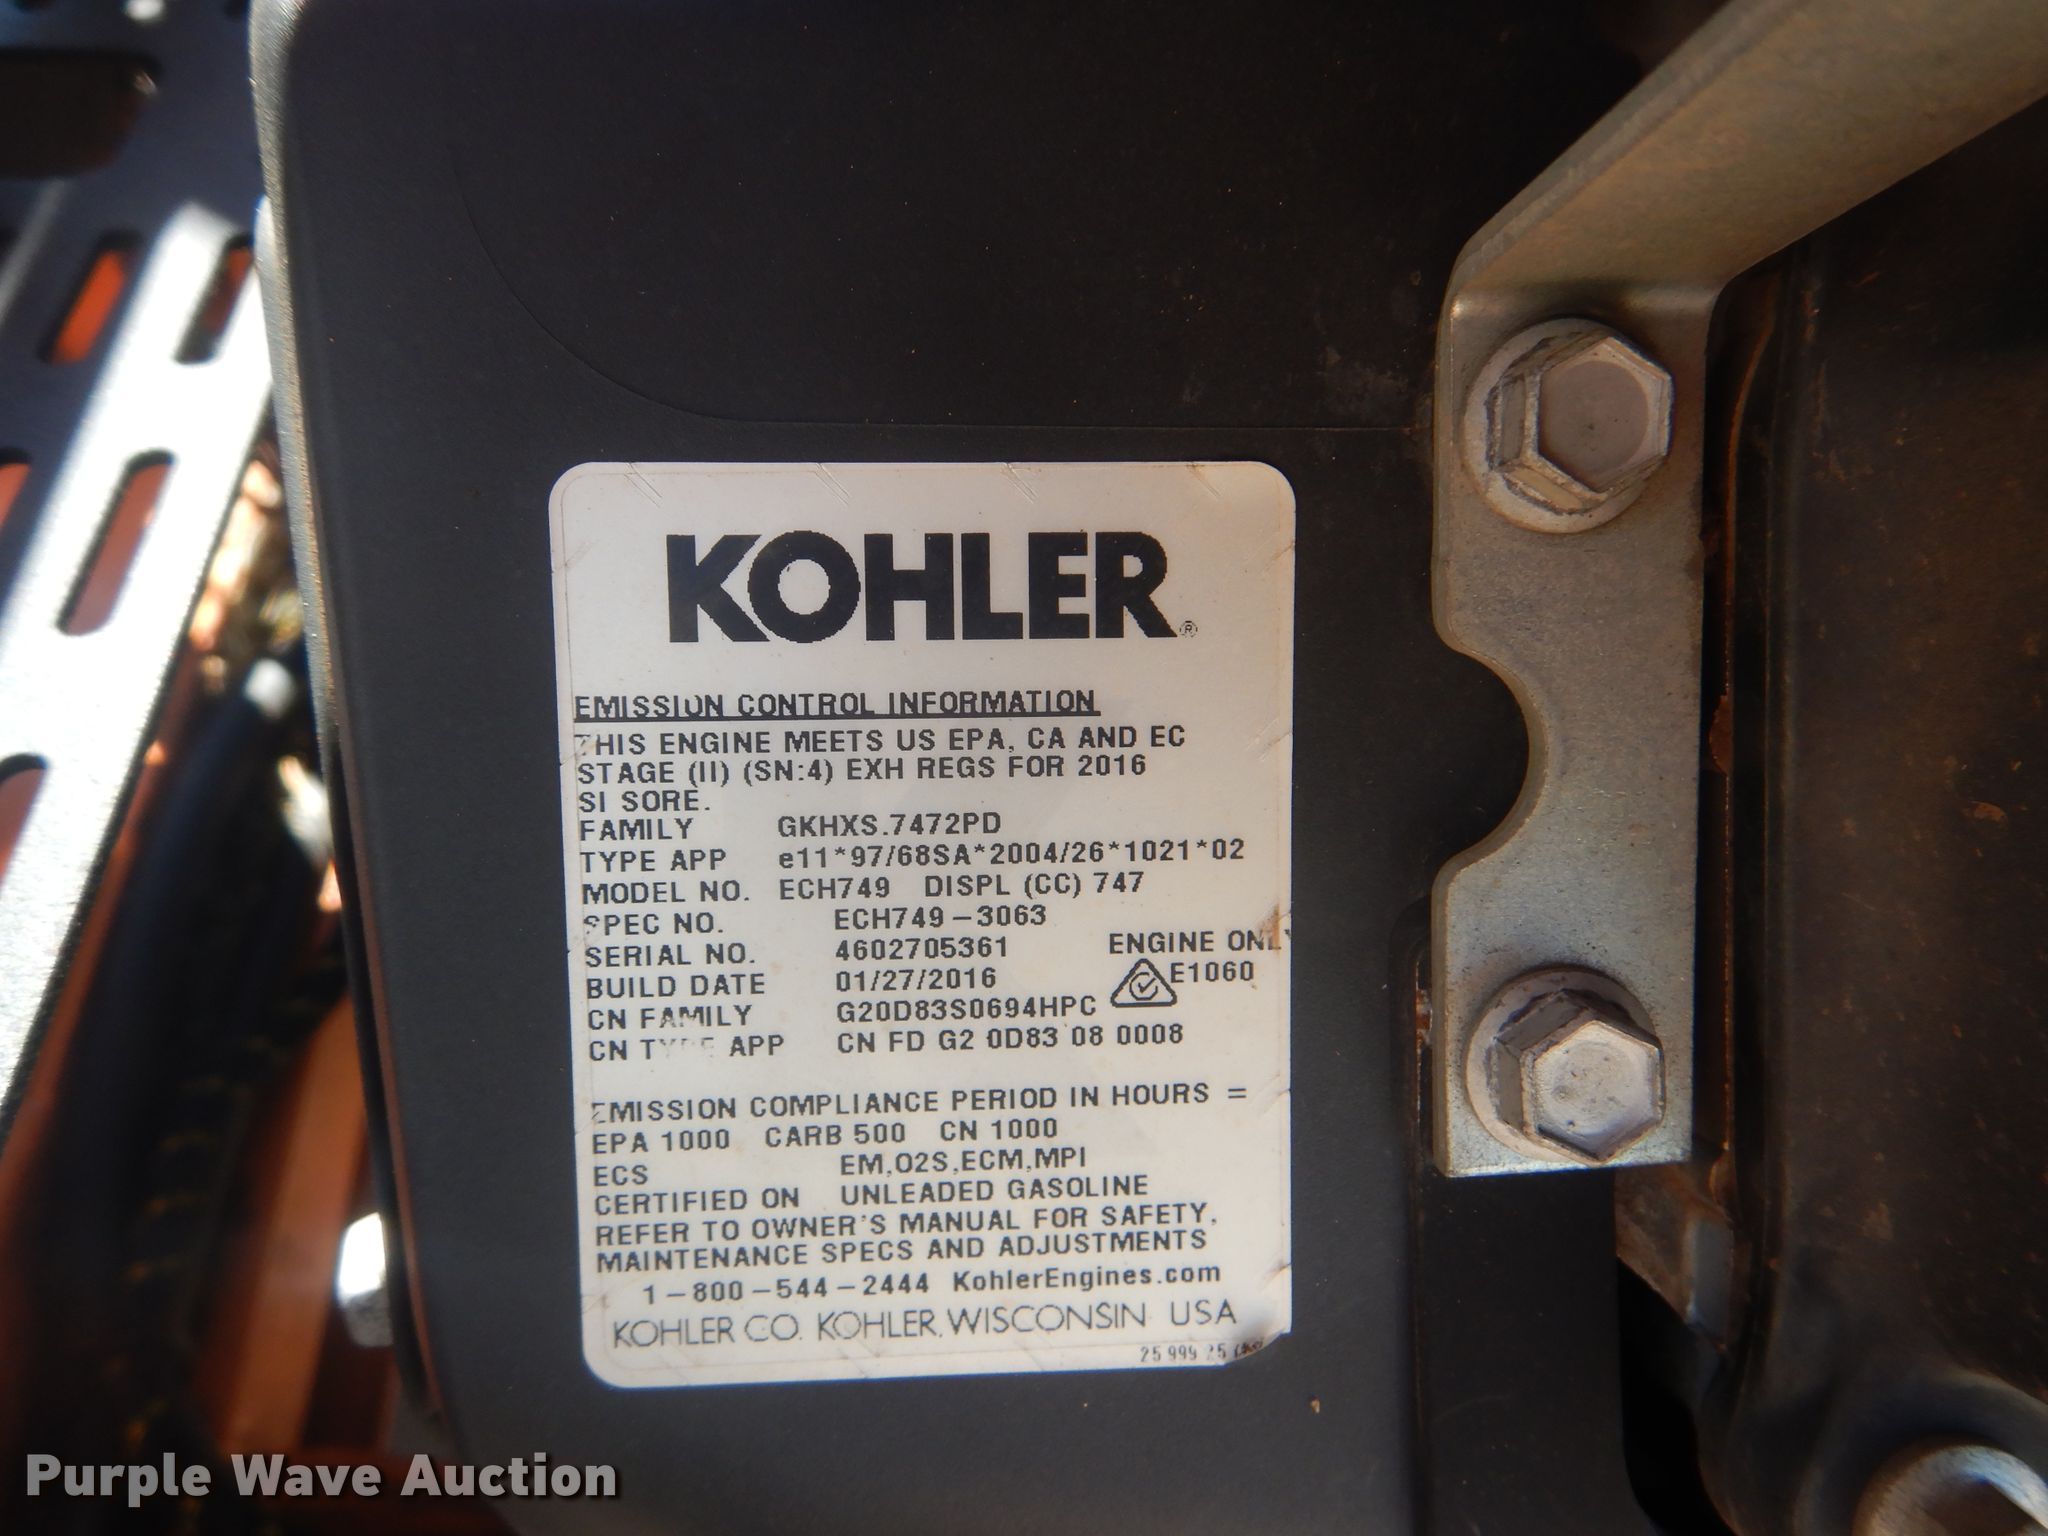 KOHLER®
EMISSION CONTROL INFORMATION
THIS ENGINE MEETS US EPA, CA AND EC
STAGE (II) (SN:4) EXH REGS FOR 2016
SI SORE.
FAMILY GKHXS.7472PD
TYPE APP e11*97/68SA*2004/26*1021*02
MODEL NO. ECH749 DISPL (CC) 747
SPEC NO. ECH749-3063
SERIAL NO. 4602705361 ENGINE ONLY
BUILD DATE 01/27/2016 E1060
CN FAMILY G20D83S0694HPC
CN TYPE APP CN FD G2 0D83 08 0008
EMISSION COMPLIANCE PERIOD IN HOURS =
EPA 1000 CARB 500 CN 1000
ECS EM,O2S,ECM,MPI
CERTIFIED ON UNLEADED GASOLINE
REFER TO OWNER'S MANUAL FOR SAFETY,
MAINTENANCE SPECS AND ADJUSTMENTS
1-800-544-2444 KohlerEngines.com
KOHLER CO. KOHLER, WISCONSIN USA
25 999 25
Purple Wave Auction